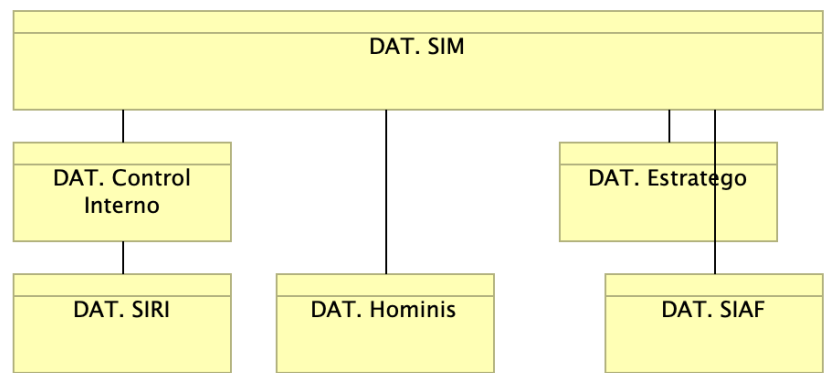 DAT. SIM
DAT. Control
Interno
DAT. Estratego
DAT. SIRI
DAT. Hominis
DAT. SIAF